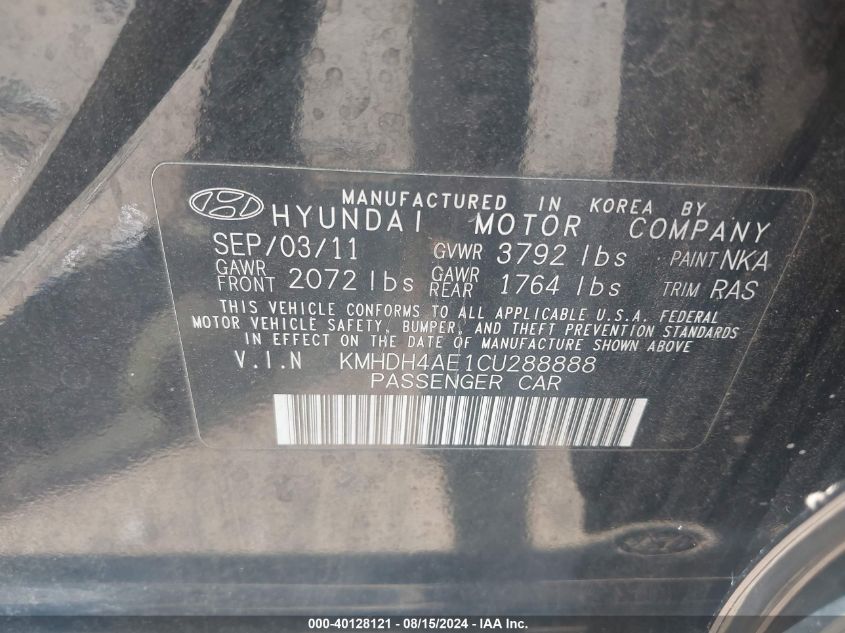 MANUFACTURED IN KOREA BY
HYUNDAI MOTOR COMPANY
SEP/03/11 GVWR 3792 lbs PAINT NKA
GAWR FRONT 2072 lbs GAWR REAR 1764 lbs TRIM RAS
THIS VEHICLE CONFORMS TO ALL APPLICABLE U.S.A. FEDERAL
MOTOR VEHICLE SAFETY, BUMPER, AND THEFT PREVENTION STANDARDS
IN EFFECT ON THE DATE OF MANUFACTURE SHOWN ABOVE
V.I.N KMHDH4AE1CU288888
PASSENGER CAR
000-40128121 - 08/15/2024 - IAA Inc.